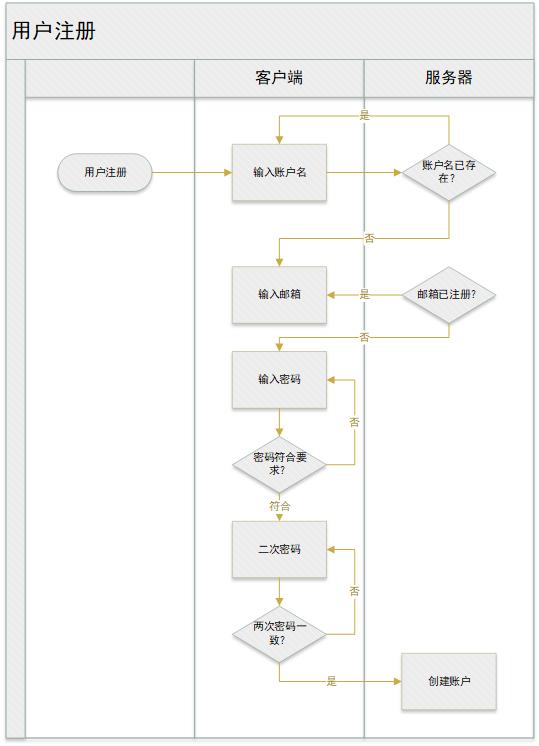 用户注册
客户端
服务器
是
用户注册
输入账户名
账户名已存
在?
否
输入邮箱
是
邮箱已注册?
否
输入密码
否
密码符合要
求?
符合
二次密码
否
两次密码一
致?
是
创建账户